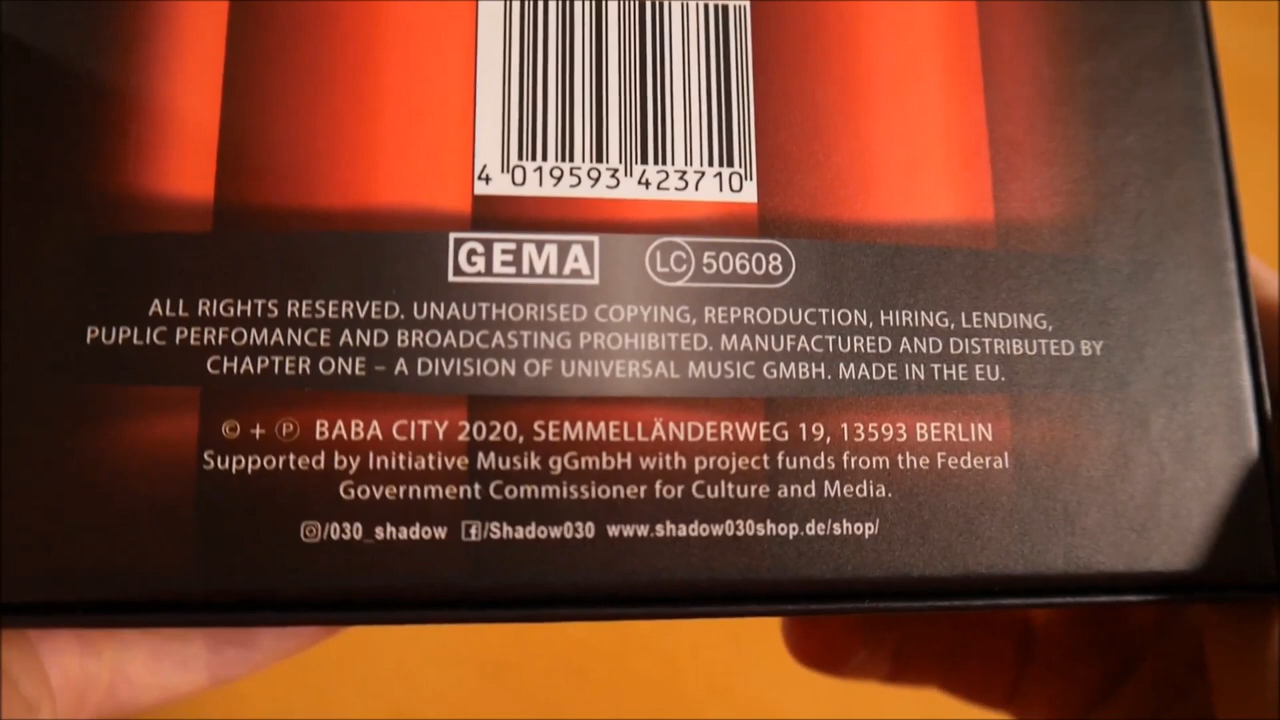 4 019593 423710
GEMA LC 50608
ALL RIGHTS RESERVED. UNAUTHORISED COPYING, REPRODUCTION, HIRING, LENDING,
PUPLIC PERFOMANCE AND BROADCASTING PROHIBITED. MANUFACTURED AND DISTRIBUTED BY
CHAPTER ONE – A DIVISION OF UNIVERSAL MUSIC GMBH. MADE IN THE EU.
© + ℗ BABA CITY 2020, SEMMELLÄNDERWEG 19, 13593 BERLIN
Supported by Initiative Musik gGmbH with project funds from the Federal
Government Commissioner for Culture and Media.
/030_shadow /Shadow030 www.shadow030shop.de/shop/